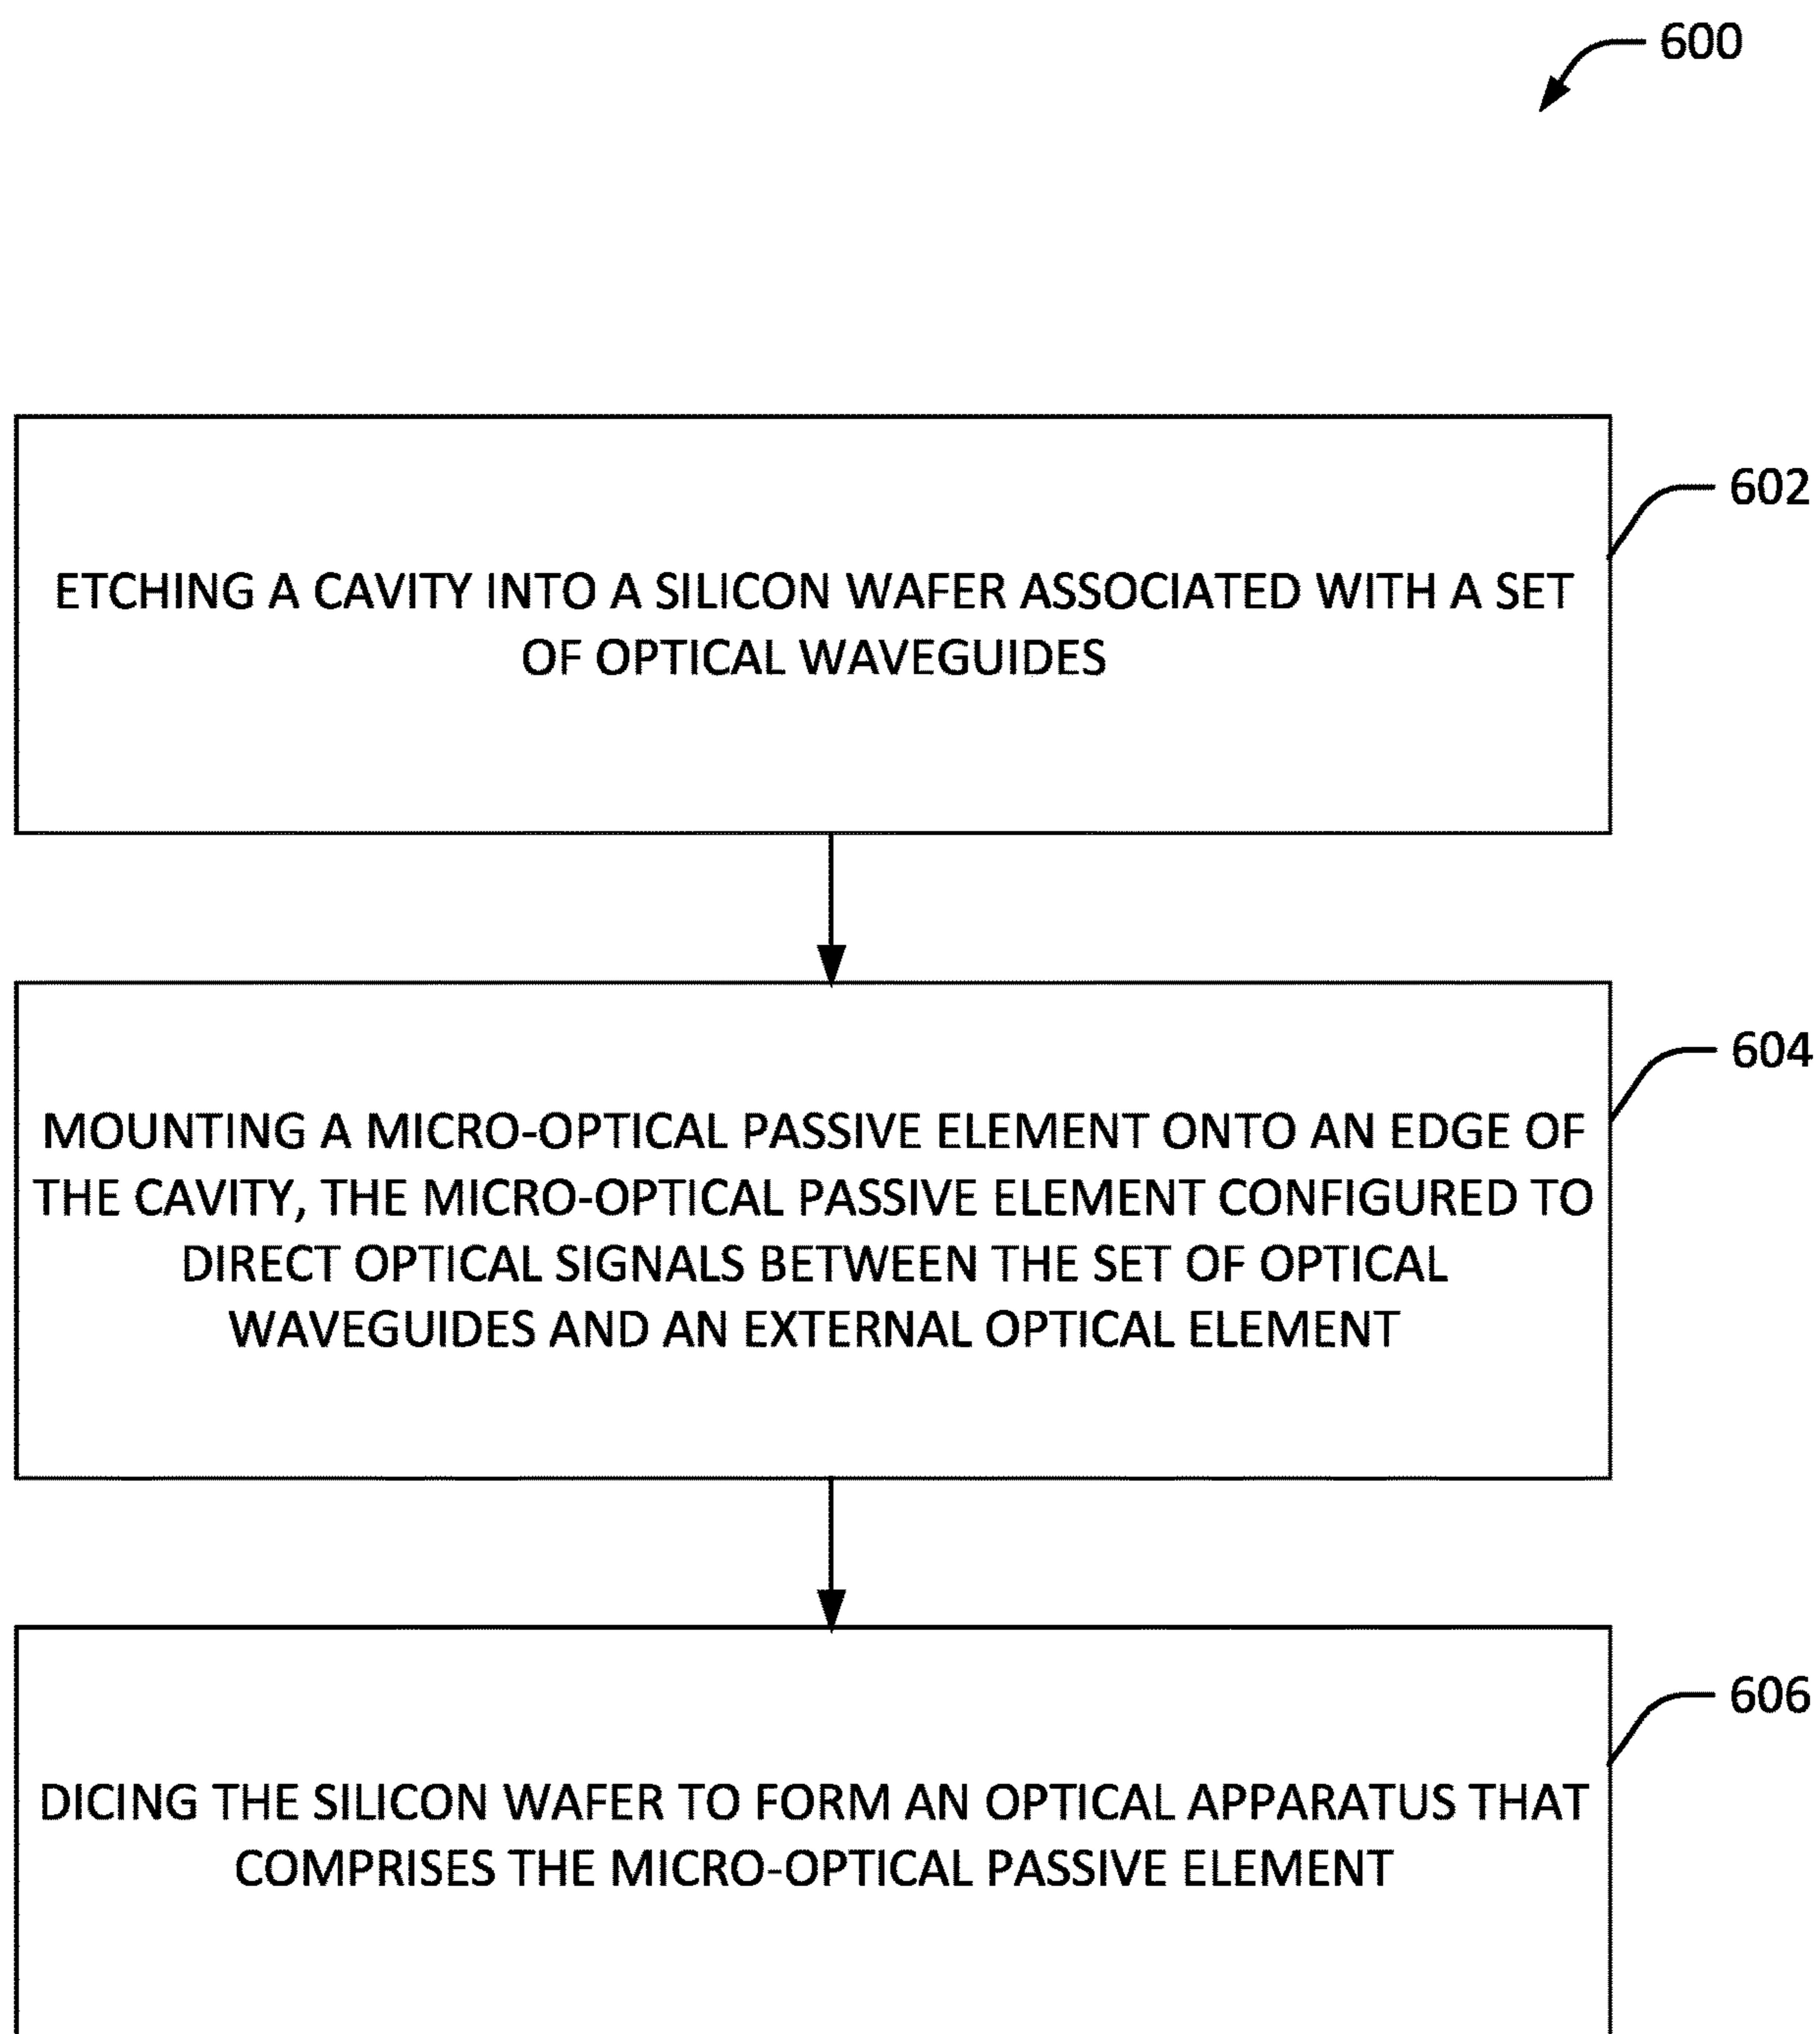 600
602
ETCHING A CAVITY INTO A SILICON WAFER ASSOCIATED WITH A SET
OF OPTICAL WAVEGUIDES
604
MOUNTING A MICRO-OPTICAL PASSIVE ELEMENT ONTO AN EDGE OF
THE CAVITY, THE MICRO-OPTICAL PASSIVE ELEMENT CONFIGURED TO
DIRECT OPTICAL SIGNALS BETWEEN THE SET OF OPTICAL
WAVEGUIDES AND AN EXTERNAL OPTICAL ELEMENT
606
DICING THE SILICON WAFER TO FORM AN OPTICAL APPARATUS THAT
COMPRISES THE MICRO-OPTICAL PASSIVE ELEMENT